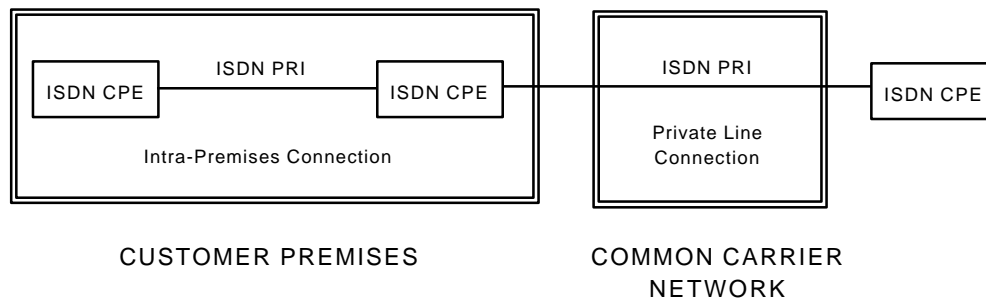 ISDN PRI
ISDN CPE
ISDN CPE
Intra-Premises Connection
ISDN PRI
Private Line
Connection
ISDN CPE
CUSTOMER PREMISES
COMMON CARRIER
NETWORK